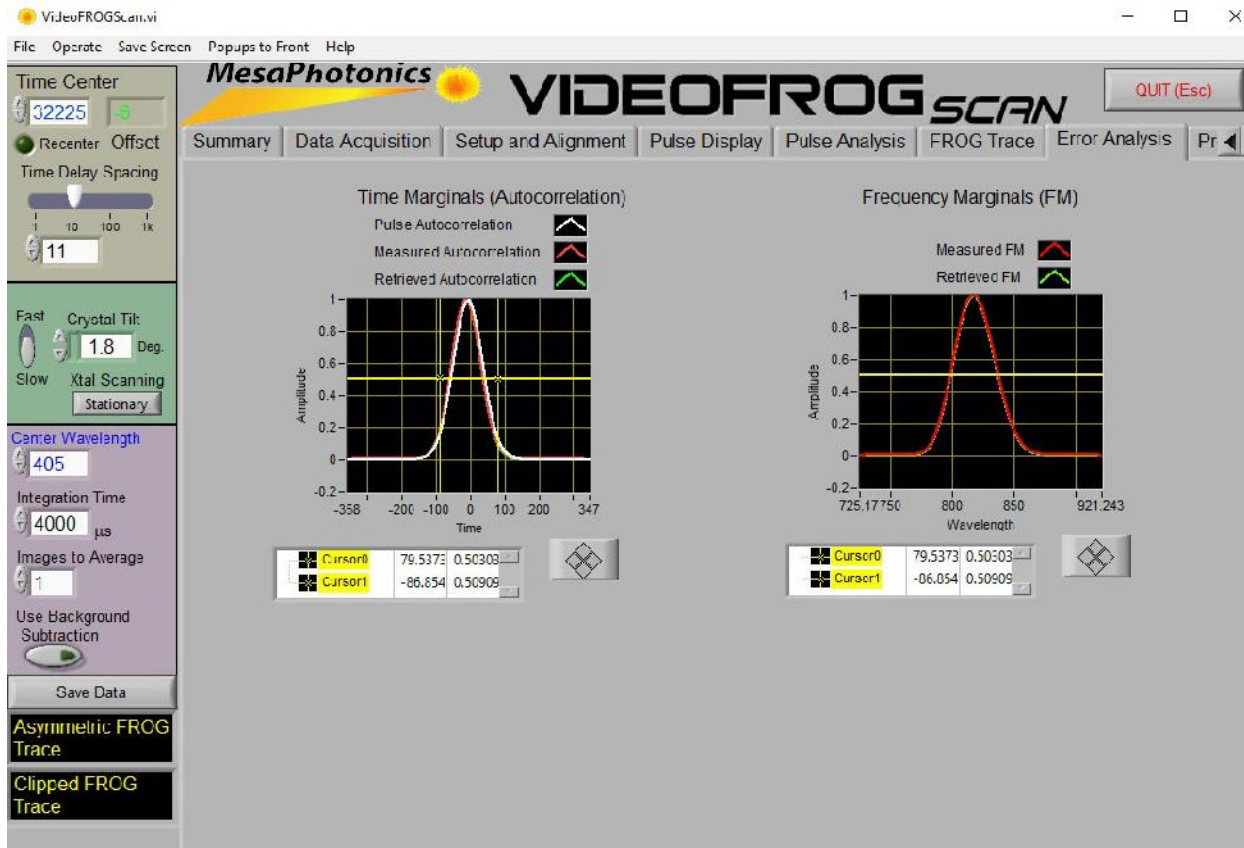 VideoFROGScan.vi
File Operate Save Screen Popups to Front Help
MesaPhotonics
VIDEOFROG SCAN
QUIT (Esc)
Summary Data Acquisition Setup and Alignment Pulse Display Pulse Analysis FROG Trace Error Analysis Pr
Time Center
32225 -6
Recenter Offset
Time Delay Spacing
1 10 100 1k
11
Fast
Crystal Tilt
1.8 Deg.
Slow
Xtal Scanning
Stationary
Center Wavelength
405
Integration Time
4000 µs
Images to Average
1
Use Background
Subtraction
Save Data
Asymmetric FROG
Trace
Clipped FROG
Trace
Time Marginals (Autocorrelation)
Pulse Autocorrelation
Measured Autocorrelation
Retrieved Autocorrelation
Amplitude
1
0.8
0.6
0.4
0.2
0
-0.2
-358 -200 -100 0 100 200 347
Time
Cursor0 79.5373 0.50303
Cursor1 -86.854 0.50909
Frequency Marginals (FM)
Measured FM
Retrieved FM
Amplitude
1
0.8
0.6
0.4
0.2
0
-0.2
725.17750 800 850 921.243
Wavelength
Cursor0 79.5373 0.50303
Cursor1 -86.854 0.50909